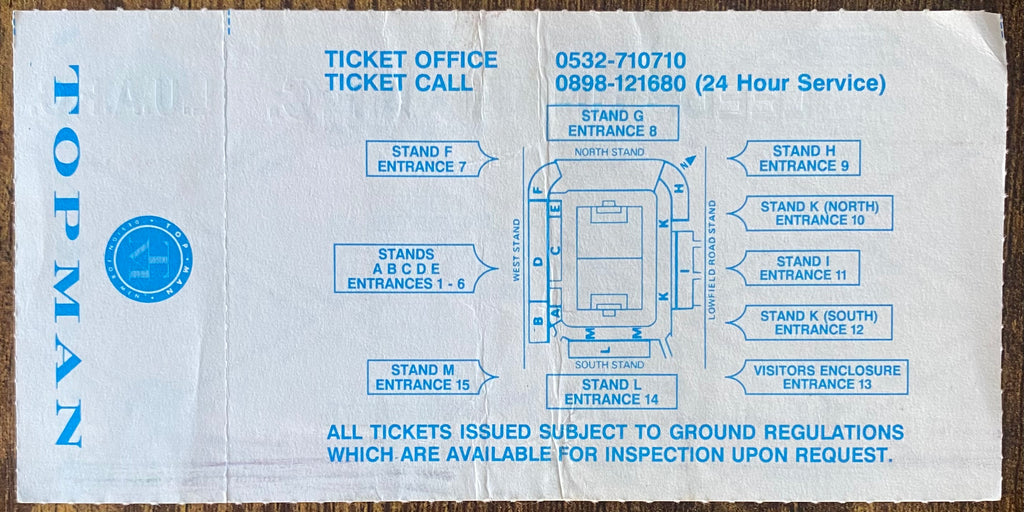 TOPMAN
TOP MAN
TICKET OFFICE 0532-710710
TICKET CALL 0898-121680 (24 Hour Service)
STAND G
ENTRANCE 8
STAND F
ENTRANCE 7
NORTH STAND
N
STAND H
ENTRANCE 9
F
E
H
K
STAND K (NORTH)
ENTRANCE 10
STANDS
A B C D E
ENTRANCES 1 - 6
WEST STAND
D
C
I
LOWFIELD ROAD STAND
STAND I
ENTRANCE 11
K
B
A
M
M
L
STAND K (SOUTH)
ENTRANCE 12
SOUTH STAND
STAND M
ENTRANCE 15
STAND L
ENTRANCE 14
VISITORS ENCLOSURE
ENTRANCE 13
ALL TICKETS ISSUED SUBJECT TO GROUND REGULATIONS
WHICH ARE AVAILABLE FOR INSPECTION UPON REQUEST.